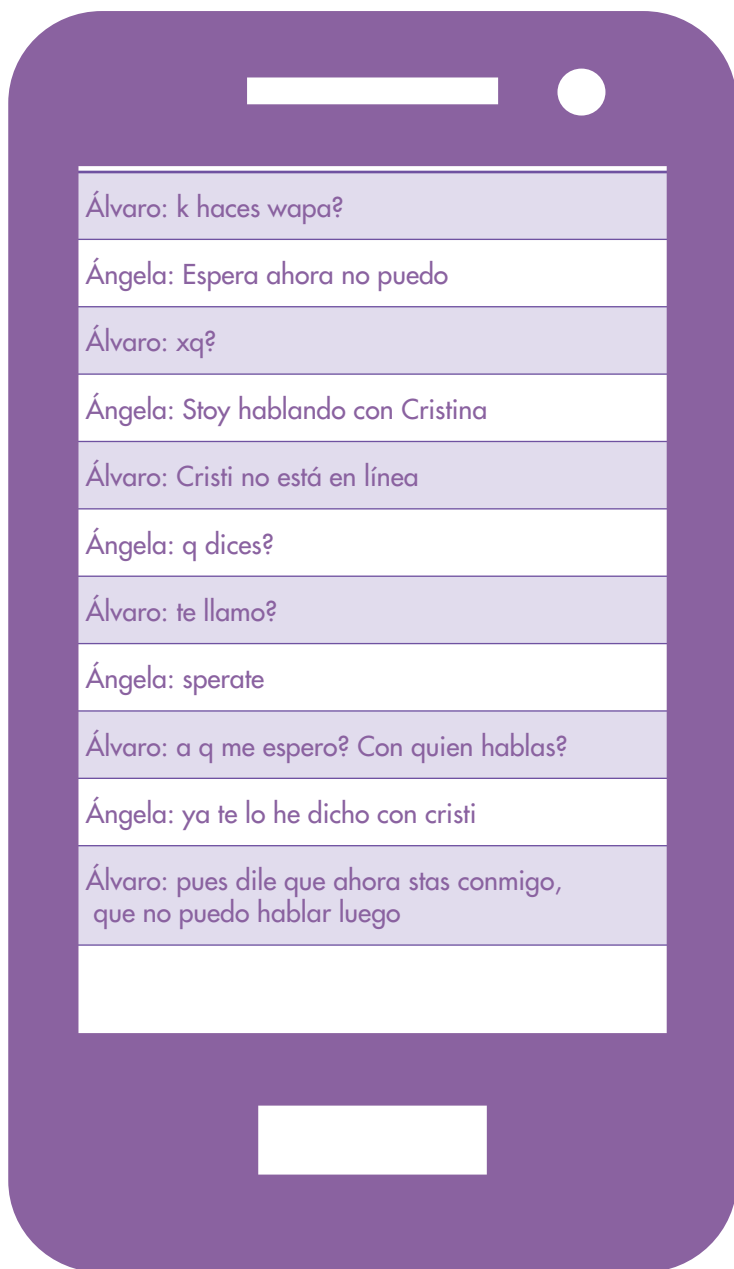 Álvaro: k haces wapa?
Ángela: Espera ahora no puedo
Álvaro: xq?
Ángela: Stoy hablando con Cristina
Álvaro: Cristi no está en línea
Ángela: q dices?
Álvaro: te llamo?
Ángela: sperate
Álvaro: a q me espero? Con quien hablas?
Ángela: ya te lo he dicho con cristi
Álvaro: pues dile que ahora stas conmigo,
que no puedo hablar luego